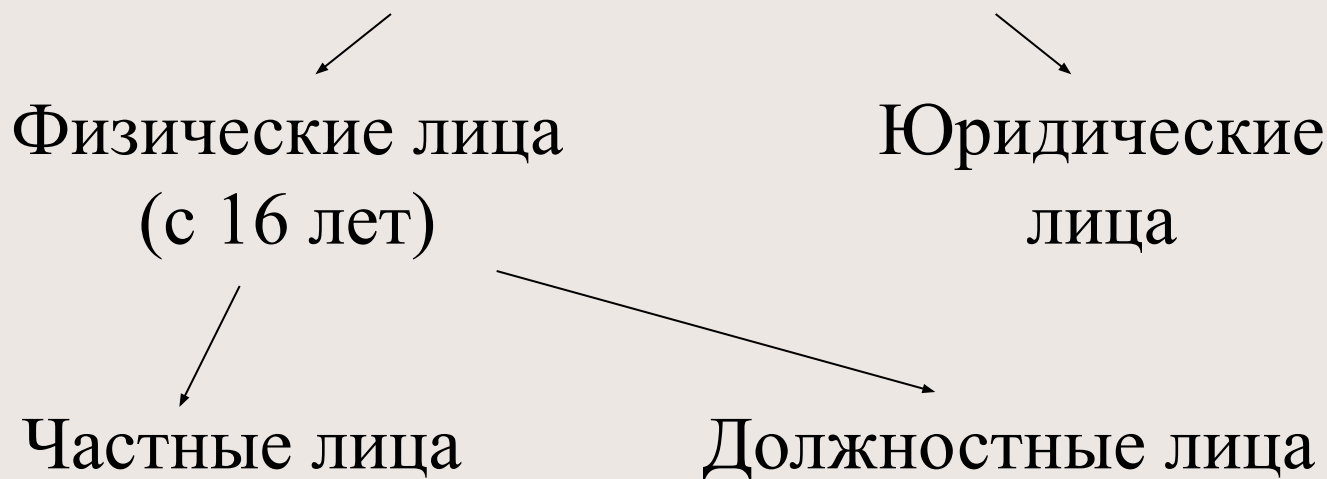 Физические лица
(с 16 лет)
Юридические
лица
Частные лица
Должностные лица